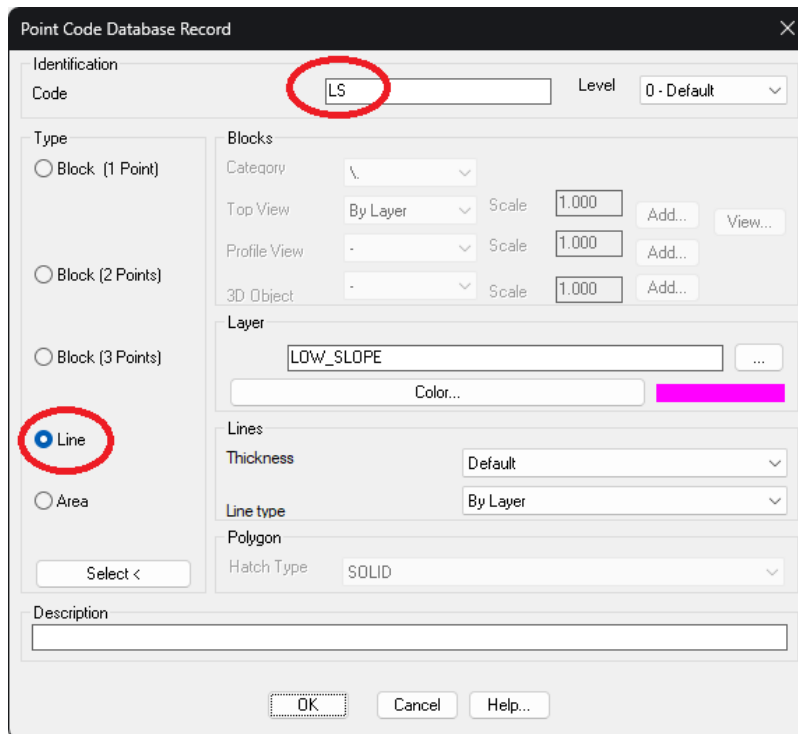 Point Code Database Record
Identification
Code LS Level 0 - Default
Type
Block (1 Point)
Block (2 Points)
Block (3 Points)
Line
Area
Select <
Blocks
Category \.
Top View By Layer Scale 1.000 Add... View...
Profile View - Scale 1.000 Add...
3D Object - Scale 1.000 Add...
Layer
LOW_SLOPE ...
Color...
Lines
Thickness Default
Line type By Layer
Polygon
Hatch Type SOLID
Description
OK Cancel Help...